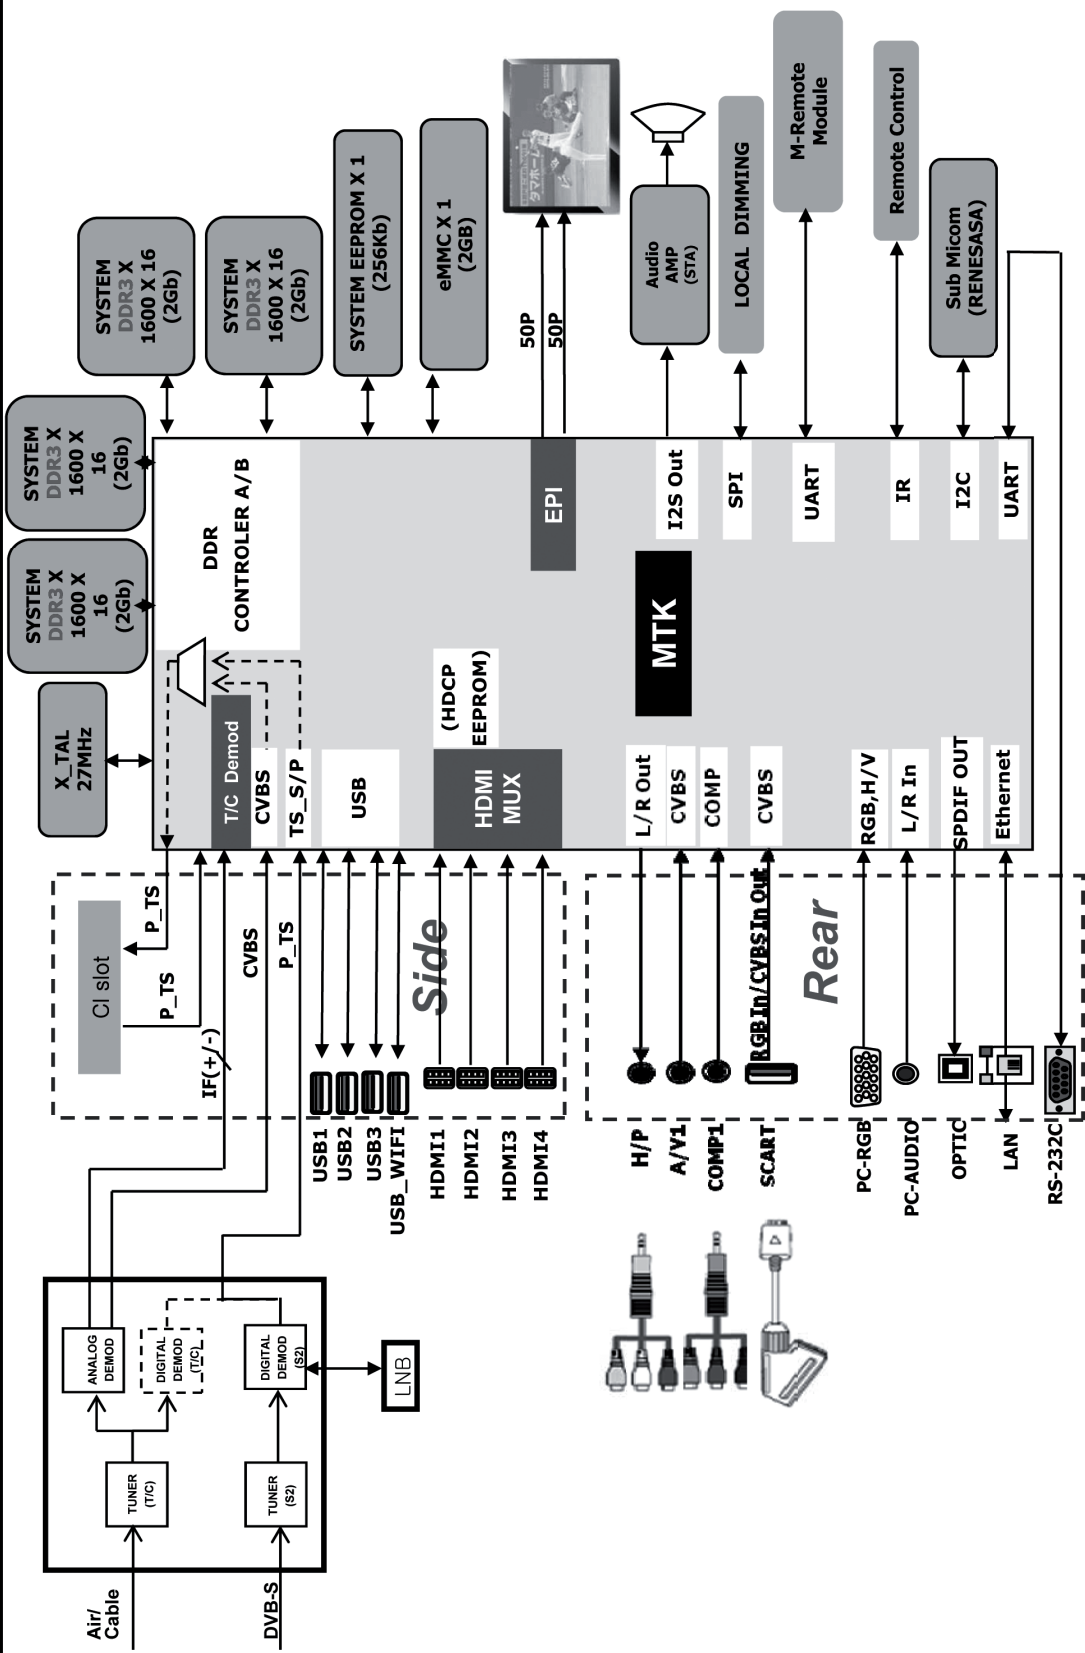 Air/
Cable
DVB-S
TUNER
(T/C)
TUNER
(S2)
ANALOG
DEMOD
DIGITAL
DEMOD
(T/C)
DIGITAL
DEMOD
(S2)
LNB
CI slot
P_TS
P_TS
IF(+/-)
CVBS
P_TS
USB1
USB2
USB3
USB_WIFI
HDMI1
HDMI2
HDMI3
HDMI4
Side
H/P
A/V1
COMP1
SCART
RGB In/CVBS In Out
PC-RGB
PC-AUDIO
OPTIC
LAN
RS-232C
Rear
X_TAL
27MHz
SYSTEM
DDR3 X
1600 X
16
(2Gb)
SYSTEM
DDR3 X
1600 X
16
(2Gb)
SYSTEM
DDR3 X
1600 X 16
(2Gb)
SYSTEM
DDR3 X
1600 X 16
(2Gb)
SYSTEM EEPROM X 1
(256Kb)
eMMC X 1
(2GB)
T/C Demod
CVBS
TS_S/P
USB
HDMI
MUX
(HDCP
EEPROM)
L/R Out
CVBS
COMP
CVBS
RGB,H/V
L/R In
SPDIF OUT
Ethernet
DDR
CONTROLER A/B
MTK
EPI
I2S Out
SPI
UART
IR
I2C
UART
50P
50P
タマホーム
Audio
AMP
(STA)
LOCAL DIMMING
M-Remote
Module
Remote Control
Sub Micom
(RENESASA)